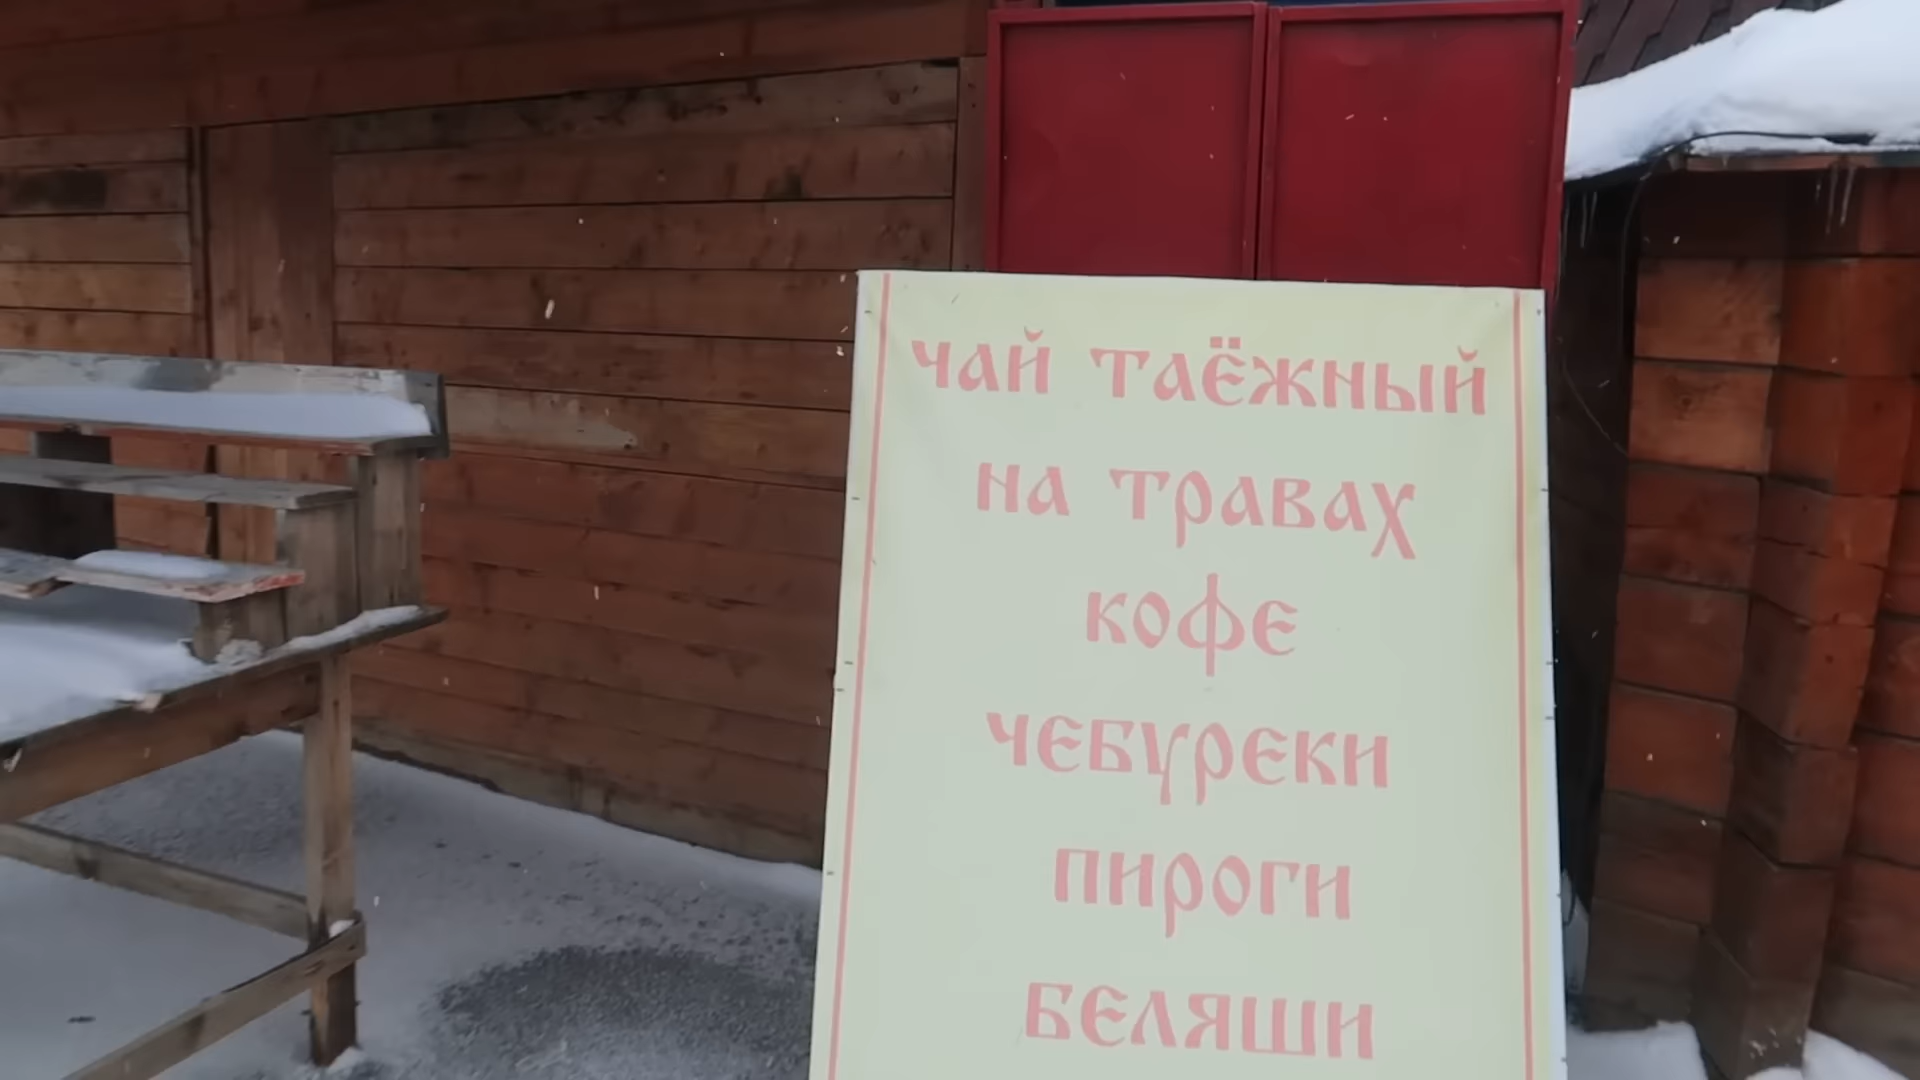 чай таёжный
на травах
кофе
чебуреки
пироги
беляши